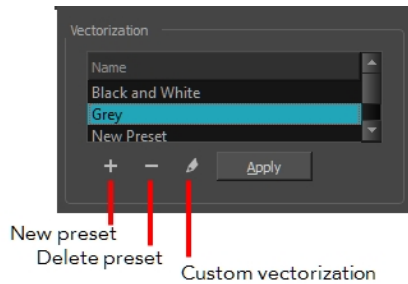 Vectorization
Name
Black and White
Grey
New Preset
+ − Apply
New preset
Delete preset
Custom vectorization